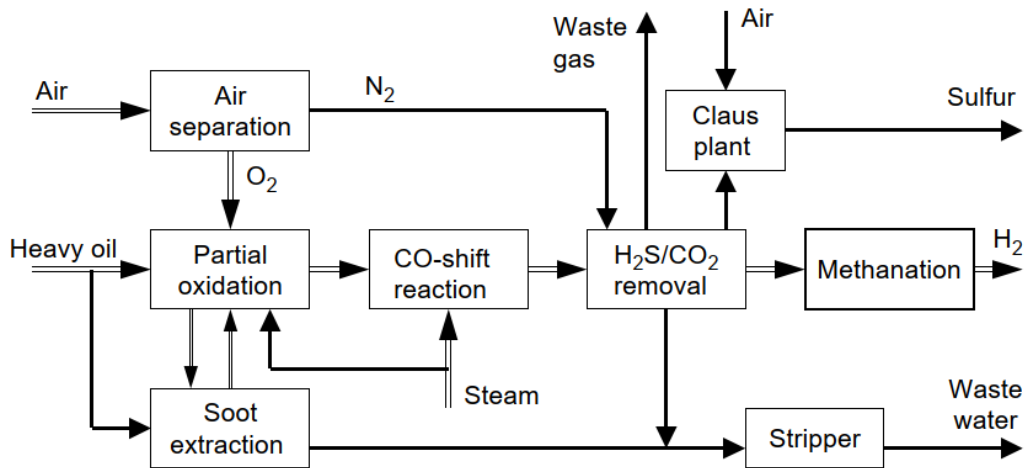 Waste
gas
Air
Air
Air
separation
N2
Claus
plant
Sulfur
O2
Heavy oil
Partial
oxidation
CO-shift
reaction
H2S/CO2
removal
Methanation
H2
Steam
Soot
extraction
Stripper
Waste
water